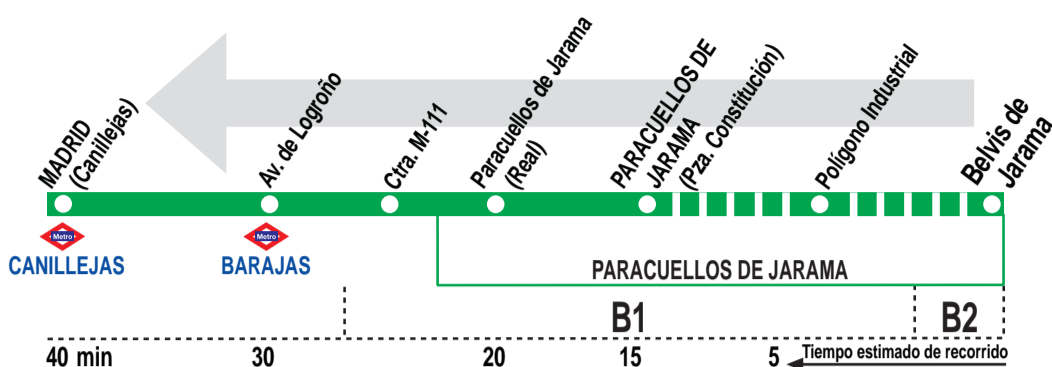 MADRID
(Canillejas)
Av. de Logroño
Ctra. M-111
Paracuellos de Jarama
(Real)
PARACUELLOS DE
JARAMA
(Pza. Constitución)
Polígono Industrial
Belvis de
Jarama
Metro
CANILLEJAS
Metro
BARAJAS
PARACUELLOS DE JARAMA
B1
B2
40 min
30
20
15
5
Tiempo estimado de recorrido